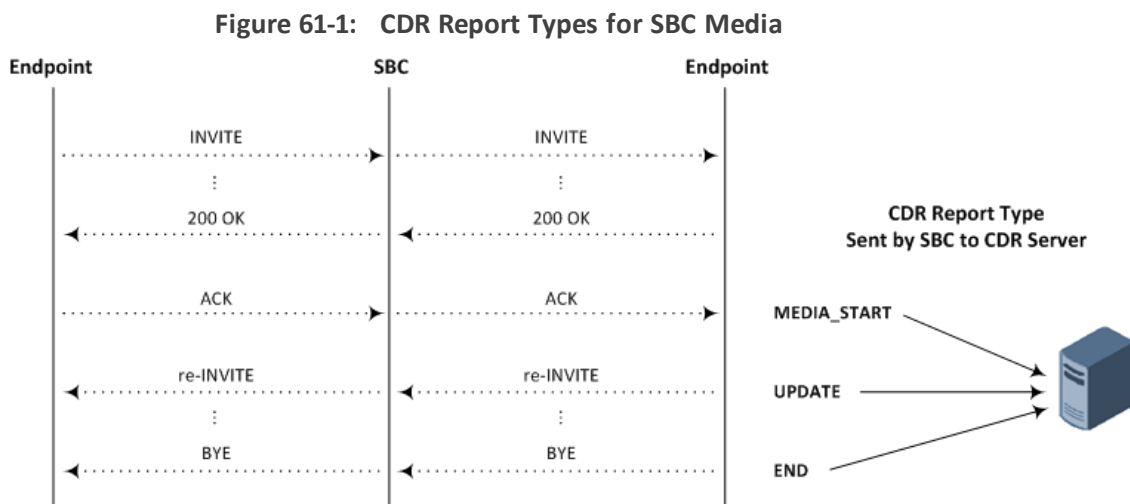 Figure 61-1: CDR Report Types for SBC Media
Endpoint SBC Endpoint
INVITE INVITE
200 OK 200 OK
CDR Report Type
Sent by SBC to CDR Server
ACK ACK
MEDIA_START
re-INVITE re-INVITE
UPDATE
BYE BYE
END